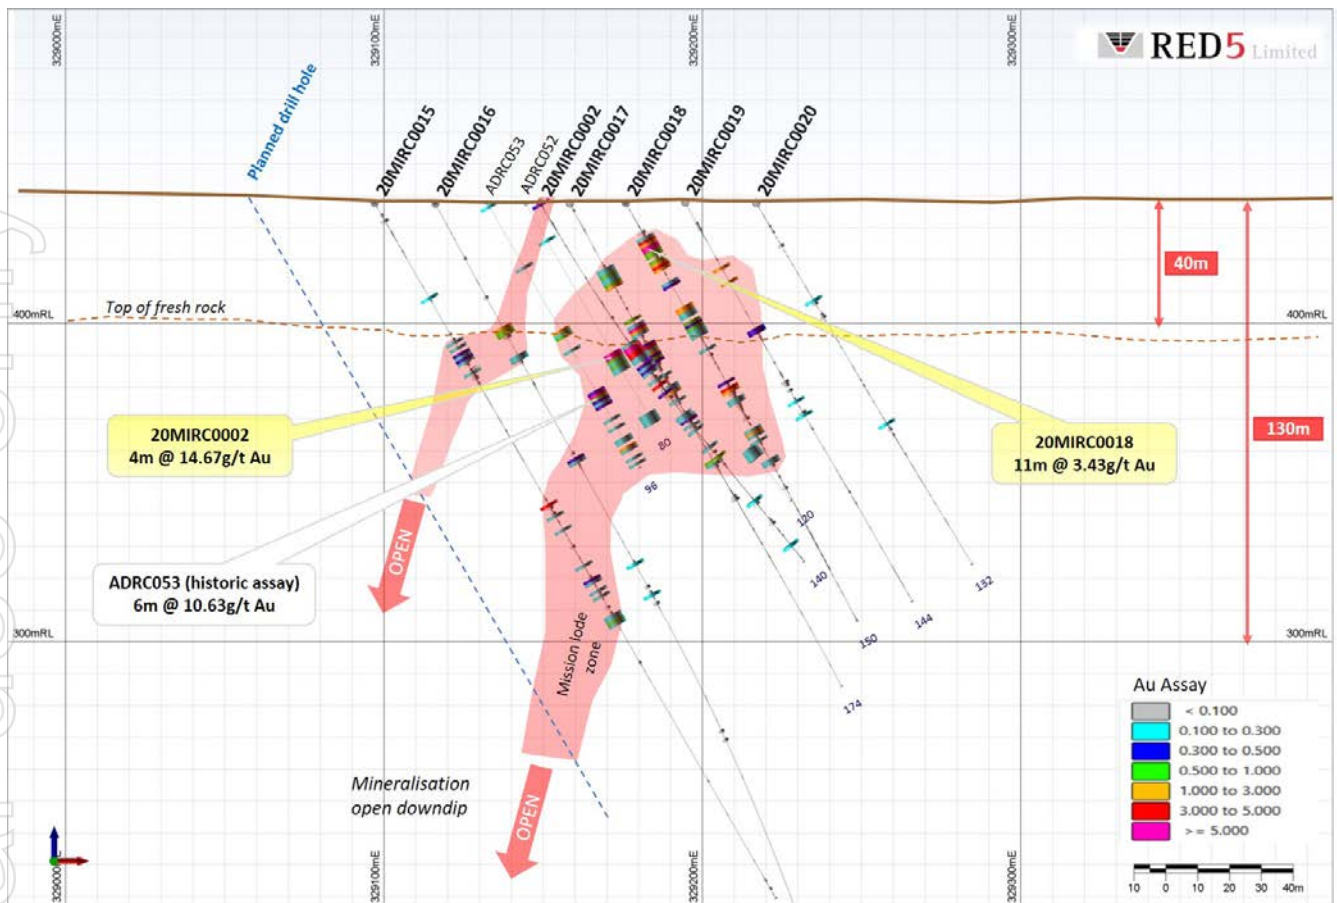 329000mE
329100mE
329200mE
329300mE
RED5 Limited
Planned drill hole
20MIRC0015
20MIRC0016
ADRC053
ADRC052
20MIRC0002
20MIRC0017
20MIRC0018
20MIRC0019
20MIRC0020
40m
Top of fresh rock
400mRL
400mRL
130m
20MIRC0002
4m @ 14.67g/t Au
20MIRC0018
11m @ 3.43g/t Au
80
96
120
140
132
OPEN
ADRC053 (historic assay)
6m @ 10.63g/t Au
144
150
300mRL
300mRL
Mission lode
zone
174
Au Assay
< 0.100
0.100 to 0.300
0.300 to 0.500
0.500 to 1.000
1.000 to 3.000
3.000 to 5.000
>= 5.000
Mineralisation
open downdip
OPEN
10 0 10 20 30 40m
329000mE
329100mE
329200mE
329300mE